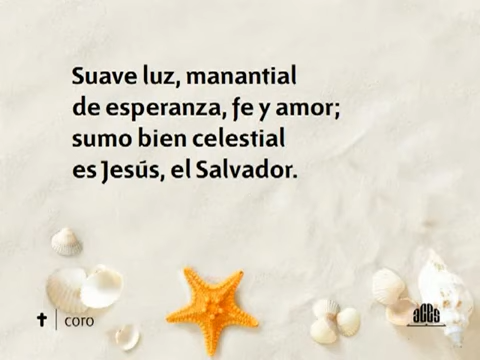 Suave luz, manantial
de esperanza, fe y amor;
sumo bien celestial
es Jesús, el Salvador.
coro
aces